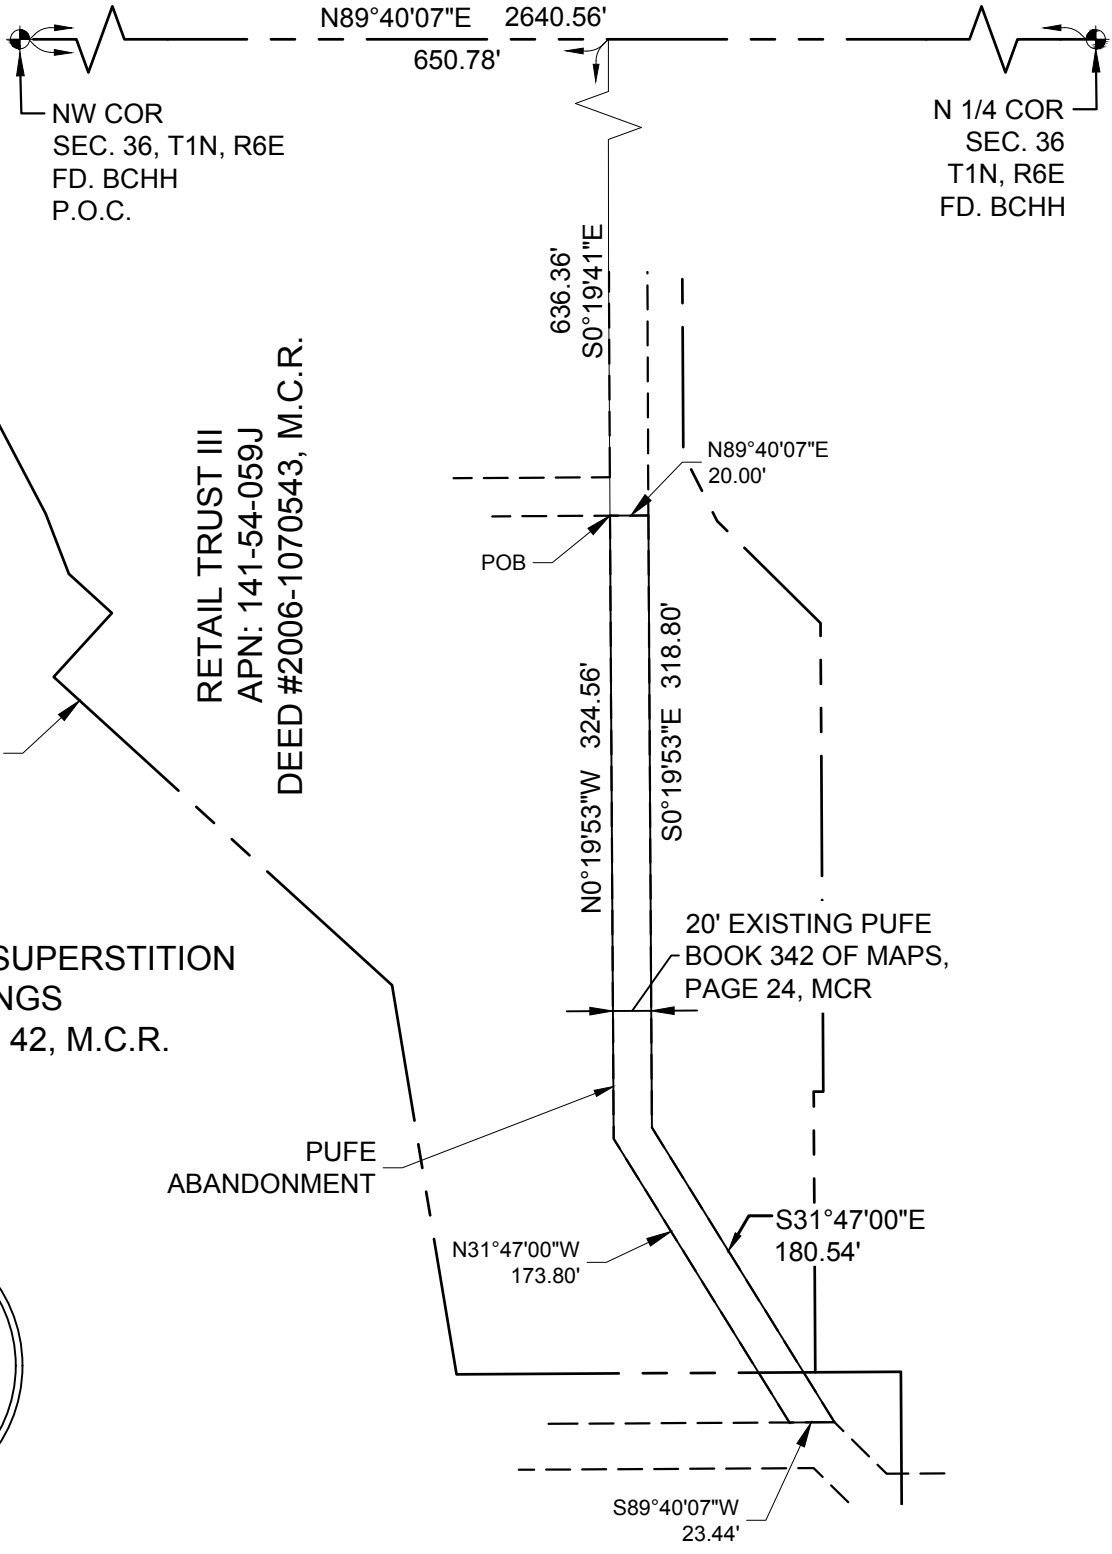 N89°40'07"E 2640.56'
650.78'
NW COR
SEC. 36, T1N, R6E
FD. BCHH
P.O.C.
N 1/4 COR
SEC. 36
T1N, R6E
FD. BCHH
636.36'
S0°19'41"E
RETAIL TRUST III
APN: 141-54-059J
DEED #2006-1070543, M.C.R.
N89°40'07"E
20.00'
POB
N0°19'53"W 324.56'
S0°19'53"E 318.80'
20' EXISTING PUFE
BOOK 342 OF MAPS,
PAGE 24, MCR
SUPERSTITION
NGS
42, M.C.R.
PUFE
ABANDONMENT
N31°47'00"W
173.80'
S31°47'00"E
180.54'
S89°40'07"W
23.44'